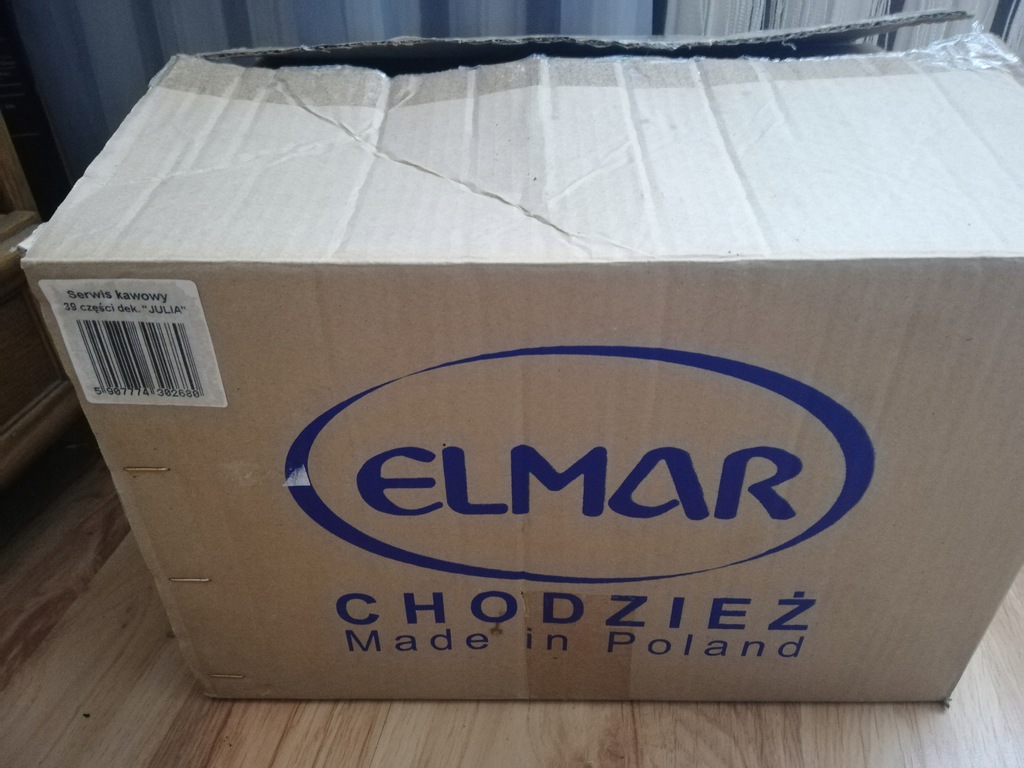 Serwis kawowy
39 części dek. "JULIA"
5 907774 302680
ELMAR
CHODZIEŻ
Made in Poland